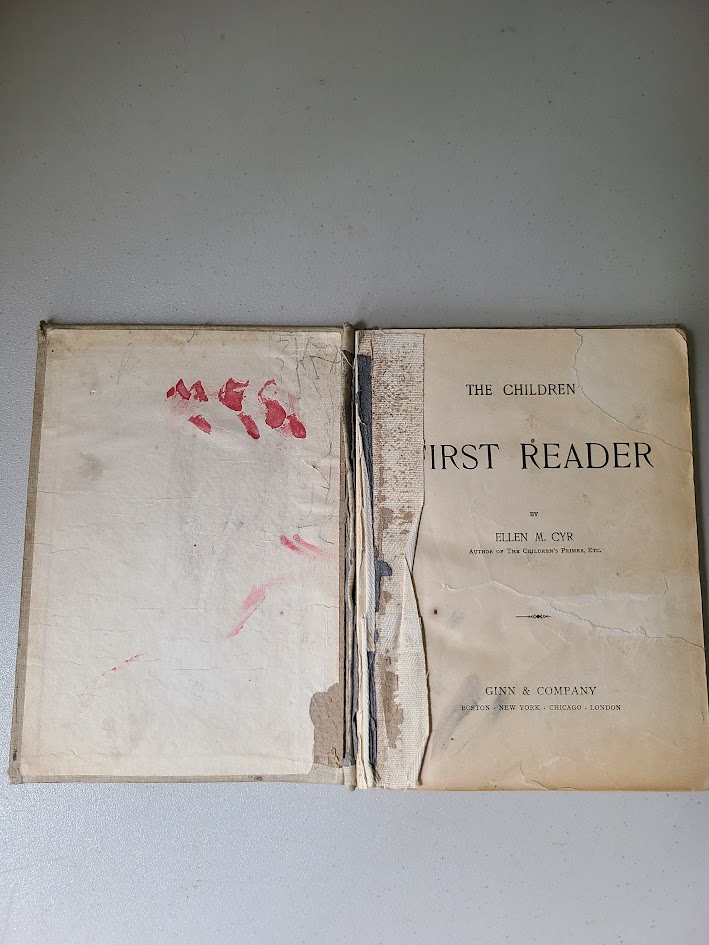 THE CHILDREN
IRST READER
BY
ELLEN M. CYR
AUTHOR OF THE CHILDREN'S PRIMER, ETC.
GINN & COMPANY
BOSTON · NEW YORK · CHICAGO · LONDON